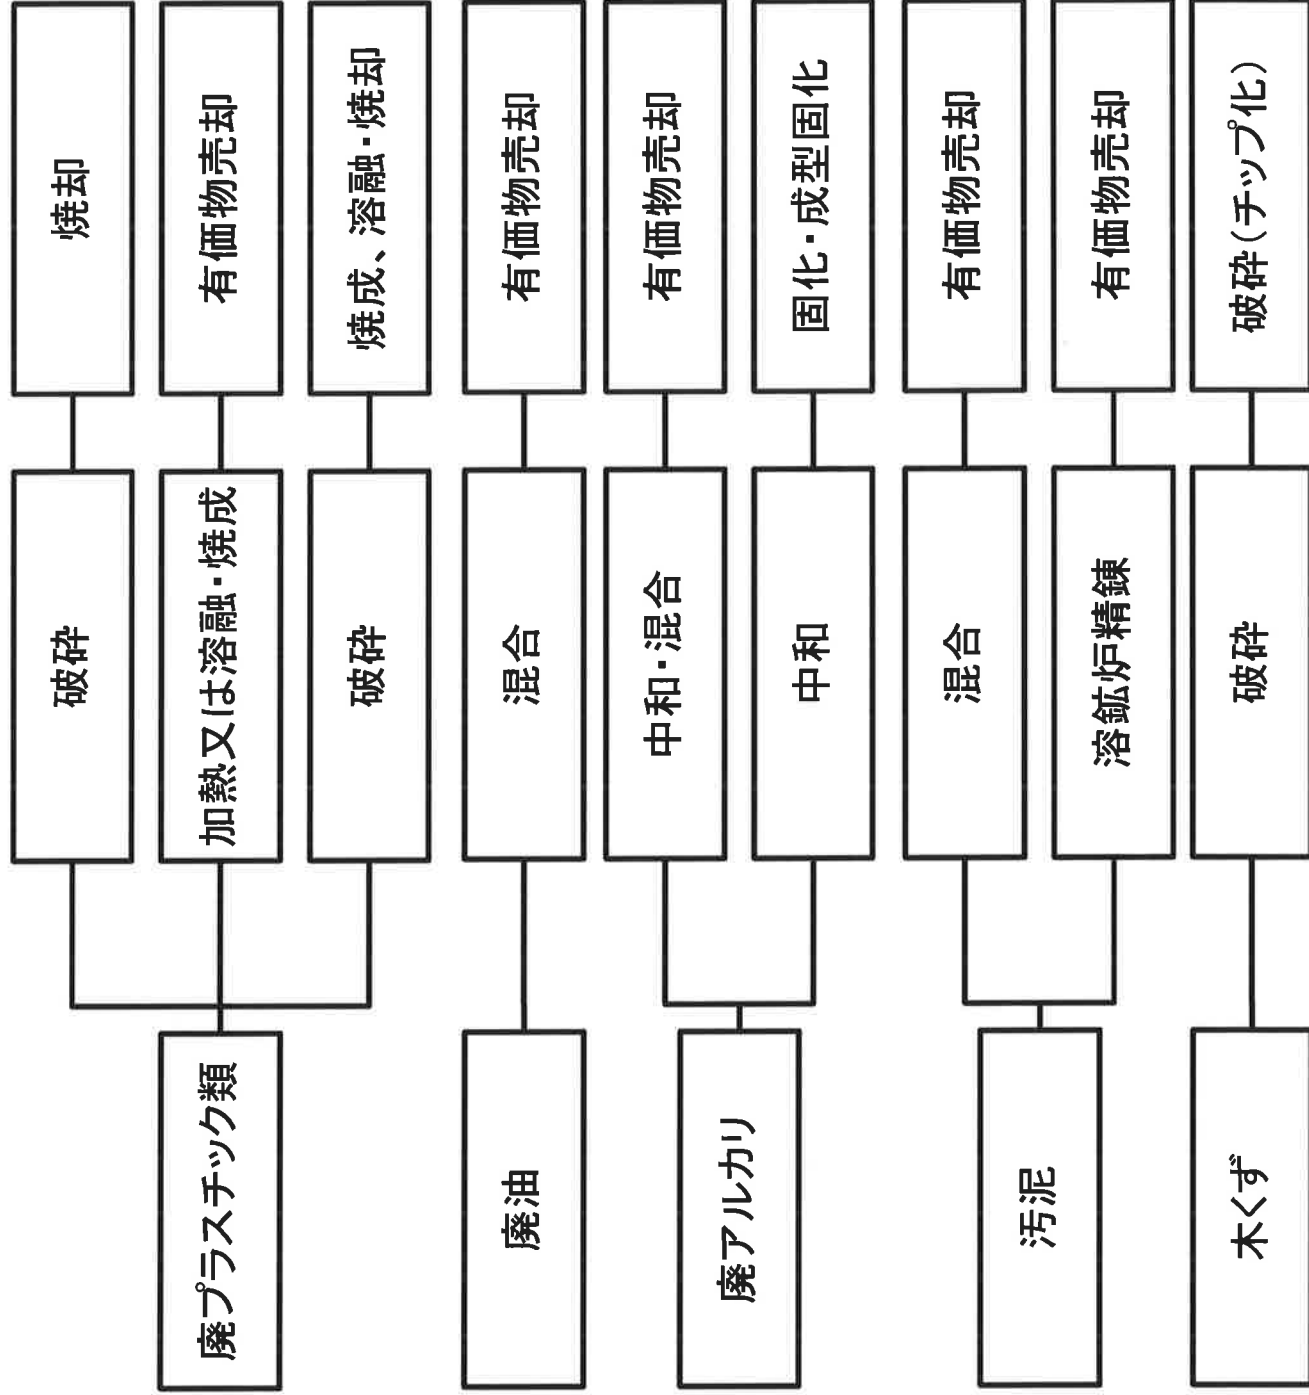 廃プラスチック類
破砕
焼却
加熱又は溶融・焼成
有価物売却
破砕
焼成、溶融・焼却
廃油
混合
有価物売却
廃アルカリ
中和・混合
有価物売却
中和
固化・成型固化
汚泥
混合
有価物売却
溶鉱炉精錬
有価物売却
木くず
破砕
破砕(チップ化)